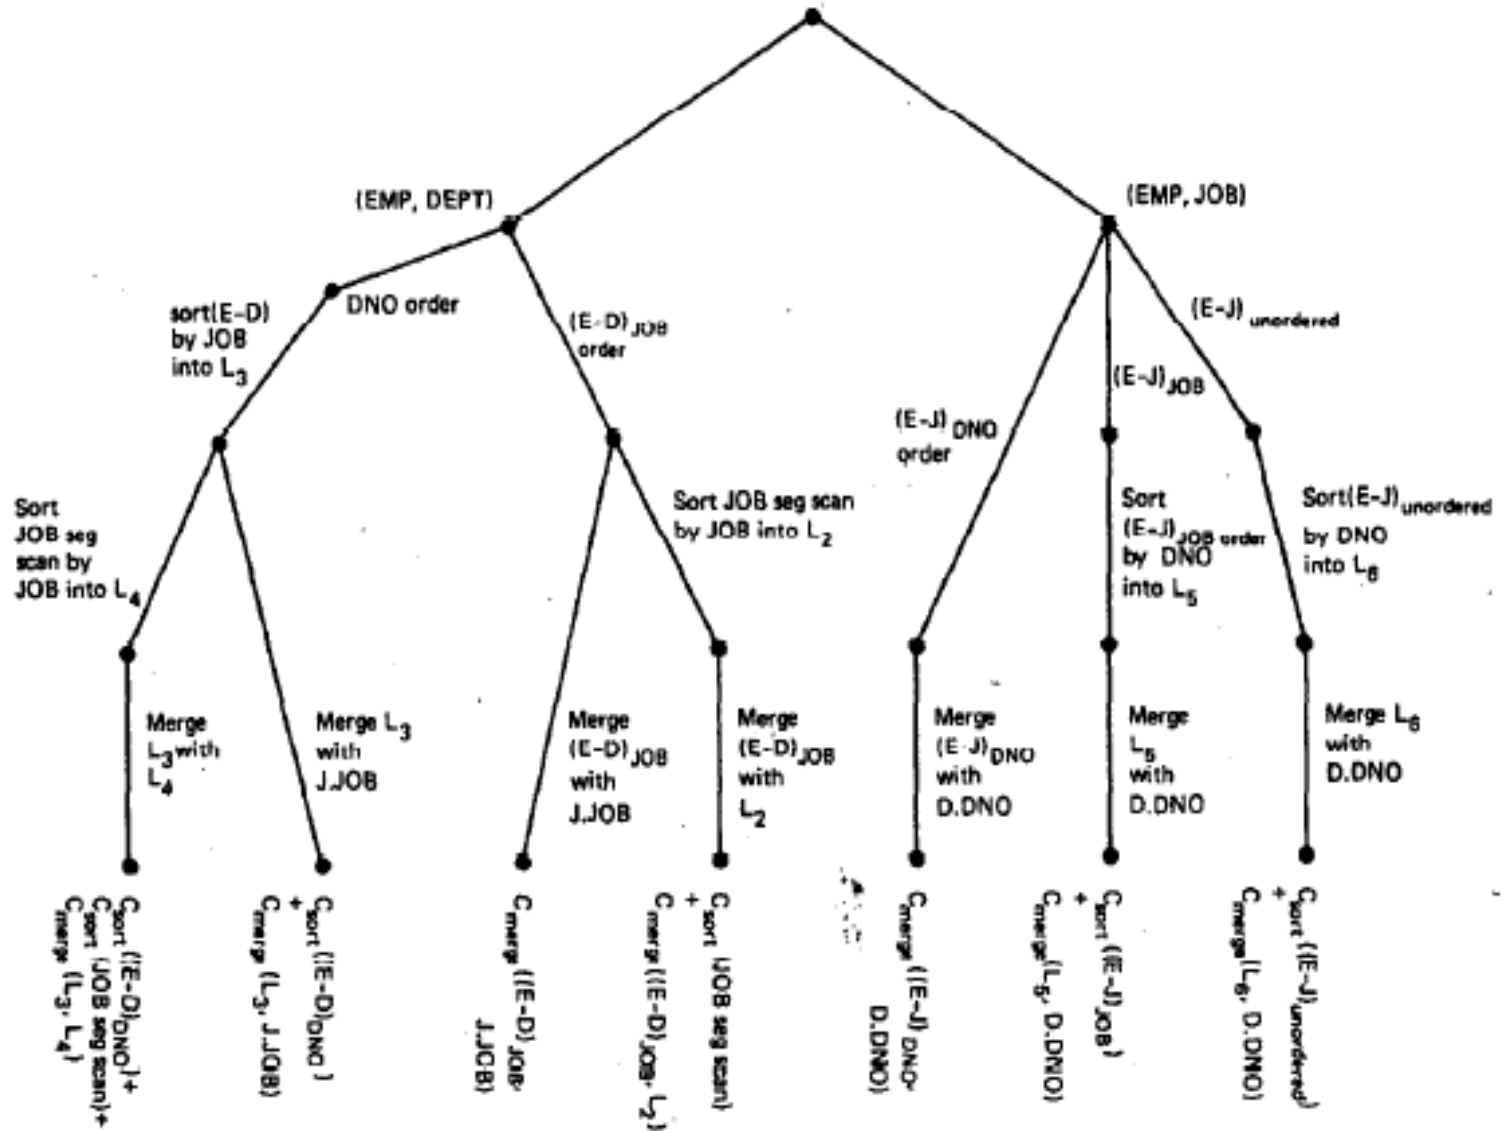 (EMP, DEPT)
(EMP, JOB)
sort(E-D)
by JOB
into L3
DNO order
(E-D)JOB
order
(E-J)unordered
(E-J)JOB
(E-J)DNO
order
Sort
JOB seg
scan by
JOB into L4
Sort JOB seg scan
by JOB into L2
Sort
(E-J)JOB order
by DNO
into L5
Sort(E-J)unordered
by DNO
into L6
Merge
L3 with
L4
Merge L3
with
J.JOB
Merge
(E-D)JOB
with
J.JOB
Merge
(E-D)JOB
with
L2
Merge
(E-J)DNO
with
D.DNO
Merge
L5
with
D.DNO
Merge L6
with
D.DNO
Csort ((E-D)DNO)+
Csort (JOB seg scan)+
Cmerge (L3, L4)
Csort ((E-D)DNO)
+
Cmerge (L3, J.JOB)
Cmerge ((E-D)JOB,
J.JOB)
Csort (JOB seg scan)
+
Cmerge ((E-D)JOB, L2)
Cmerge ((E-J)DNO,
D.DNO)
Csort ((E-J)JOB)
+
Cmerge (L5, D.DNO)
Csort ((E-J)unordered)
+
Cmerge (L6, D.DNO)